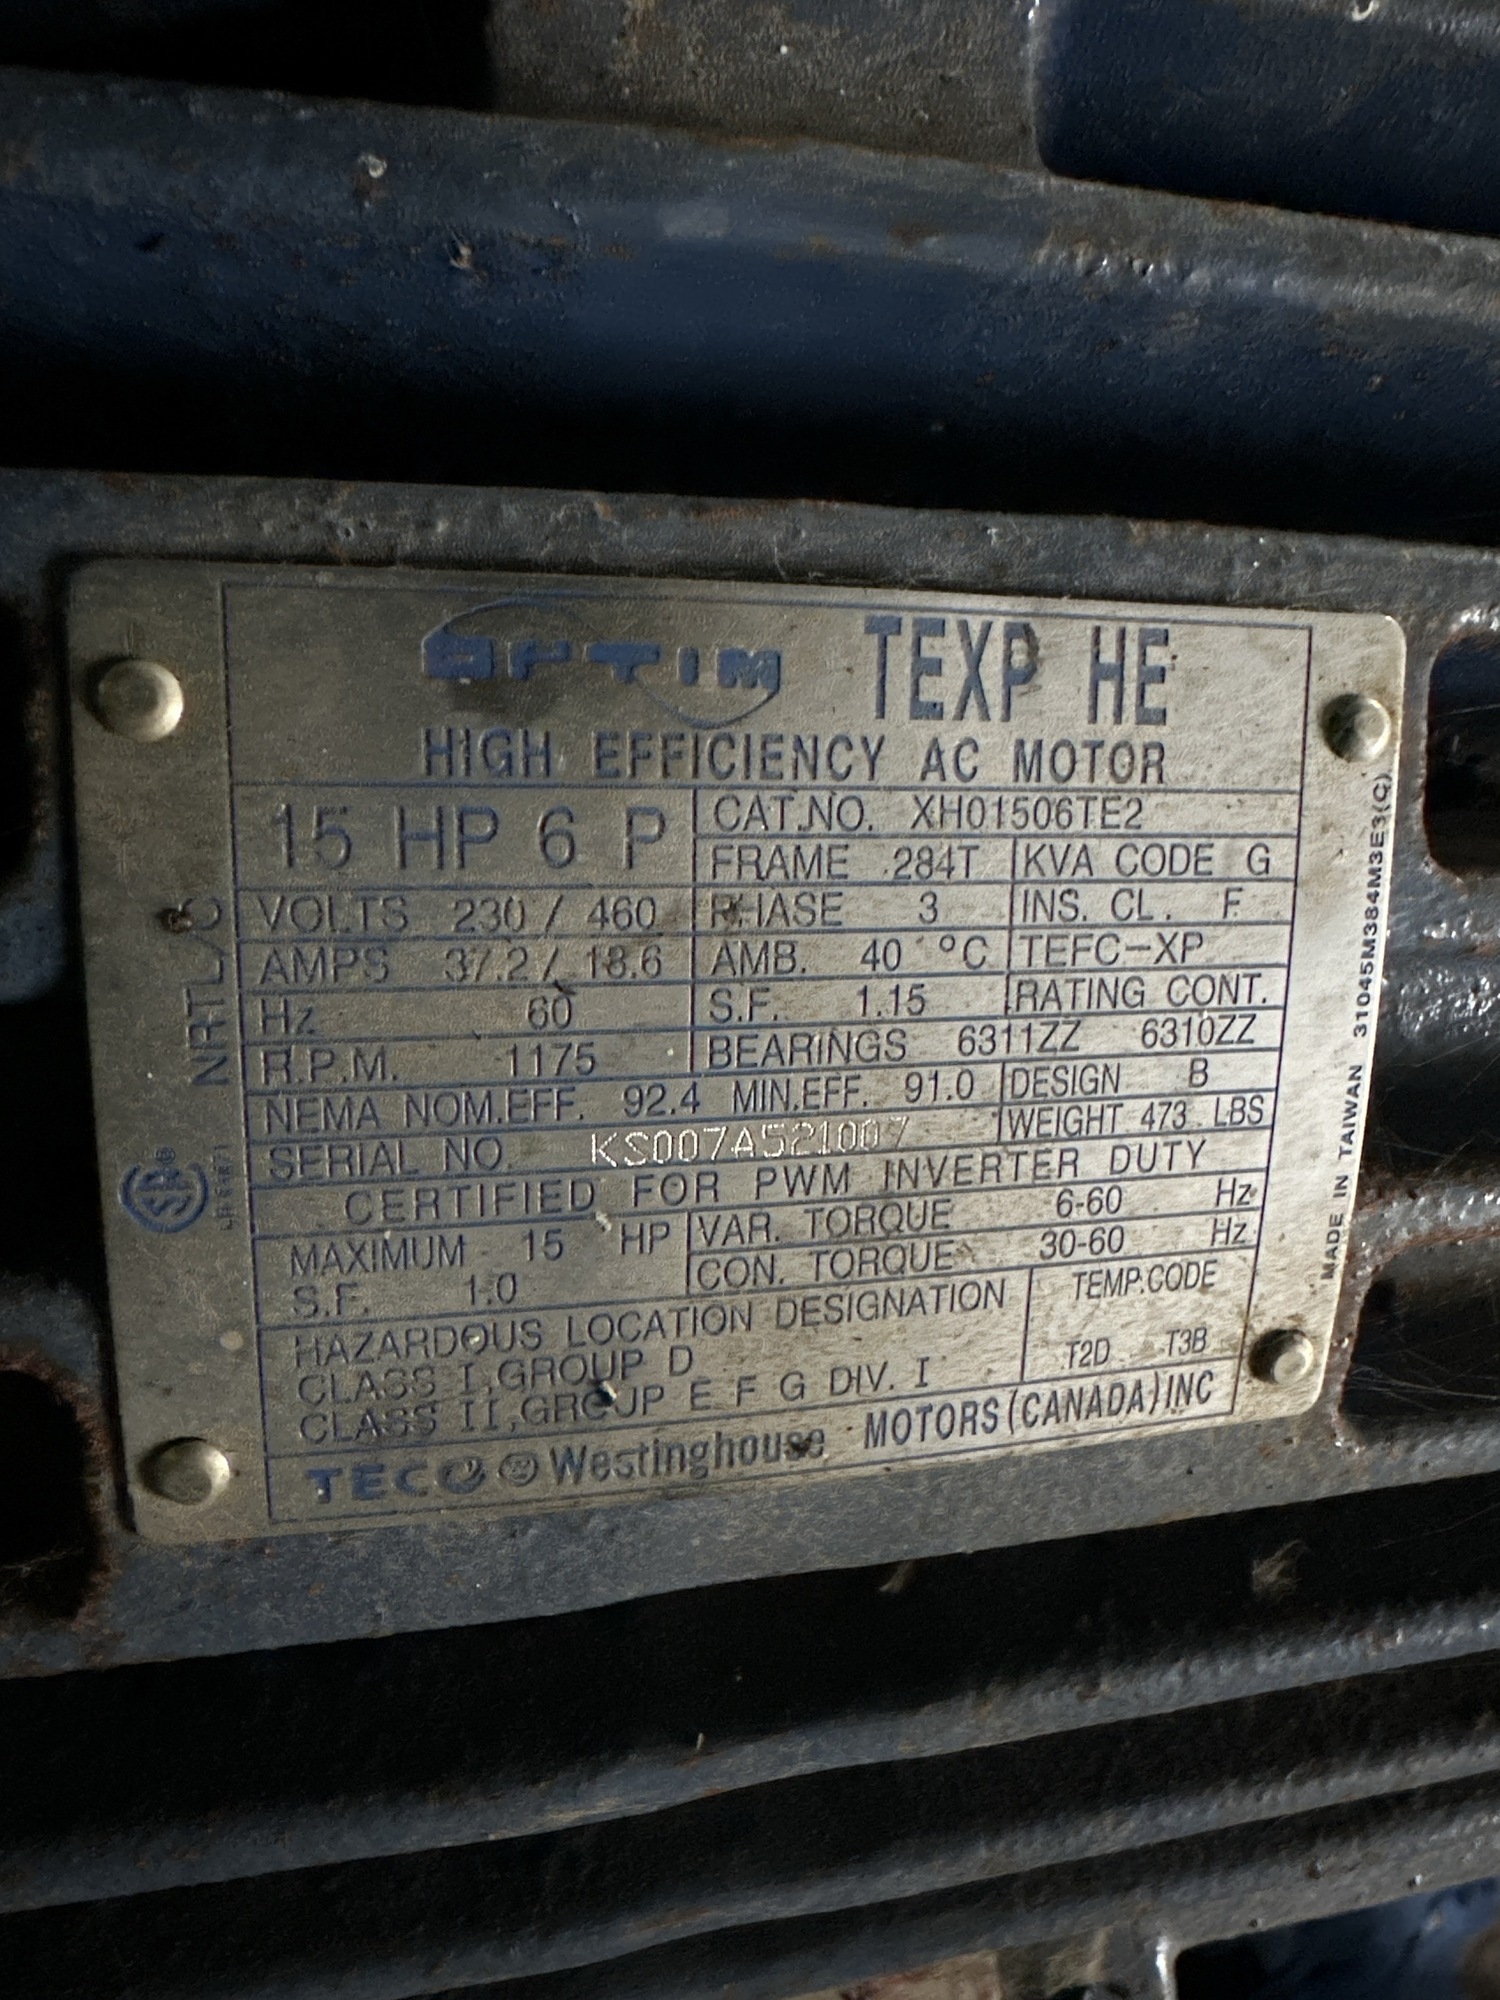 OPTIM TEXP HE
HIGH EFFICIENCY AC MOTOR
15 HP 6 P
CAT.NO. XH01506TE2
FRAME 284T KVA CODE G
VOLTS 230 / 460 PHASE 3 INS. CL. F
AMPS 37.2 / 18.6 AMB. 40 °C TEFC-XP
Hz 60 S.F. 1.15 RATING CONT.
R.P.M. 1175 BEARINGS 6311ZZ 6310ZZ
NEMA NOM.EFF. 92.4 MIN.EFF. 91.0 DESIGN B
SERIAL NO. KS007A521007 WEIGHT 473 LBS
CERTIFIED FOR PWM INVERTER DUTY
MAXIMUM 15 HP VAR. TORQUE 6-60 Hz
S.F. 1.0 CON. TORQUE 30-60 Hz
HAZARDOUS LOCATION DESIGNATION TEMP.CODE
CLASS I,GROUP D T2D T3B
CLASS II,GROUP E F G DIV. I
TECO Westinghouse MOTORS(CANADA)INC
NRTL/C
MADE IN TAIWAN 31045M384M3E3(C)